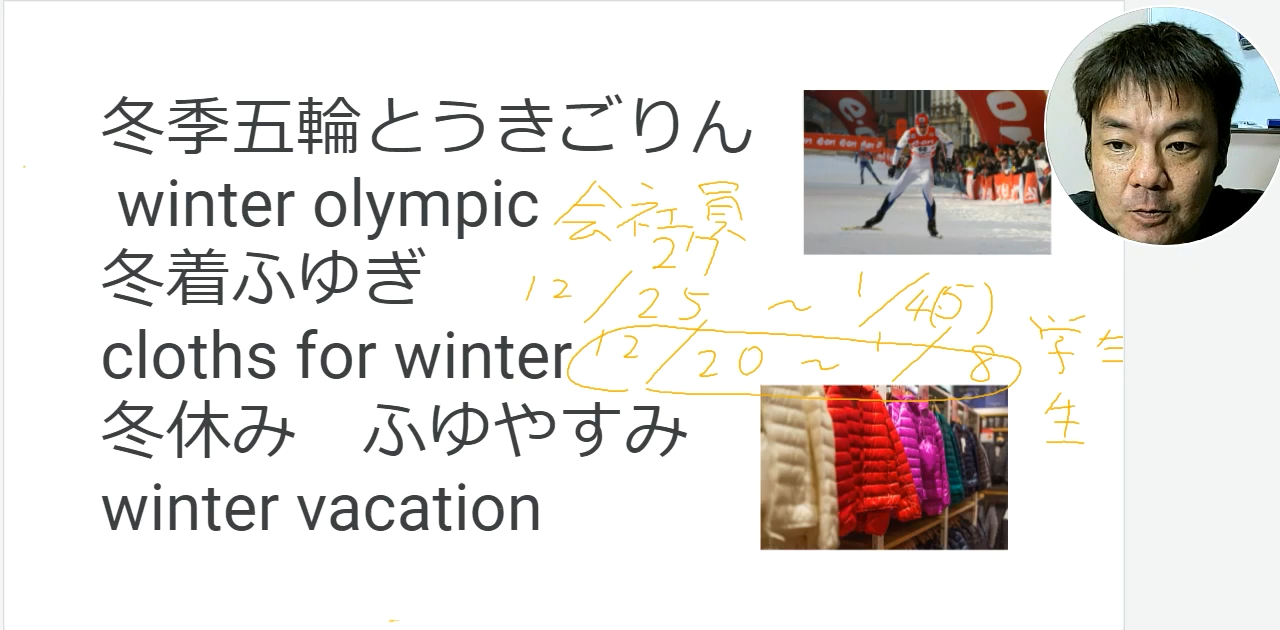 冬季五輪とうきごりん
winter olympic
会社員
27
冬着ふゆぎ
12/25 ～ 1/4(5)
cloths for winter
12/20 ～ 1/8
学生
生
冬休み　ふゆやすみ
winter vacation
e·on